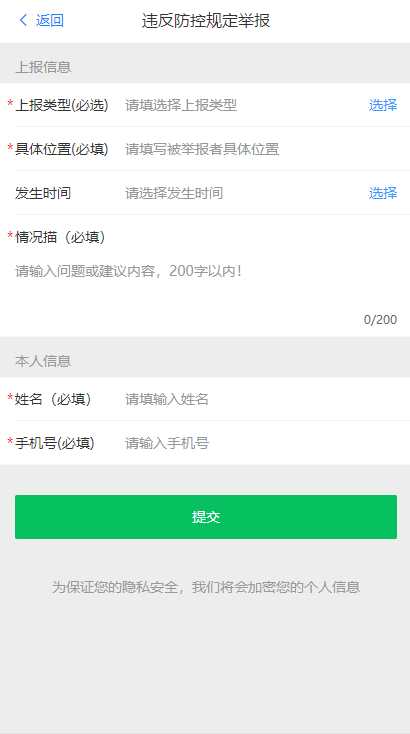 返回 违反防控规定举报
上报信息
*上报类型(必选) 请填选择上报类型 选择
*具体位置(必填) 请填写被举报者具体位置
发生时间 请选择发生时间 选择
*情况描（必填）
请输入问题或建议内容，200字以内！
0/200
本人信息
*姓名（必填） 请填输入姓名
*手机号(必填) 请输入手机号
提交
为保证您的隐私安全，我们将会加密您的个人信息